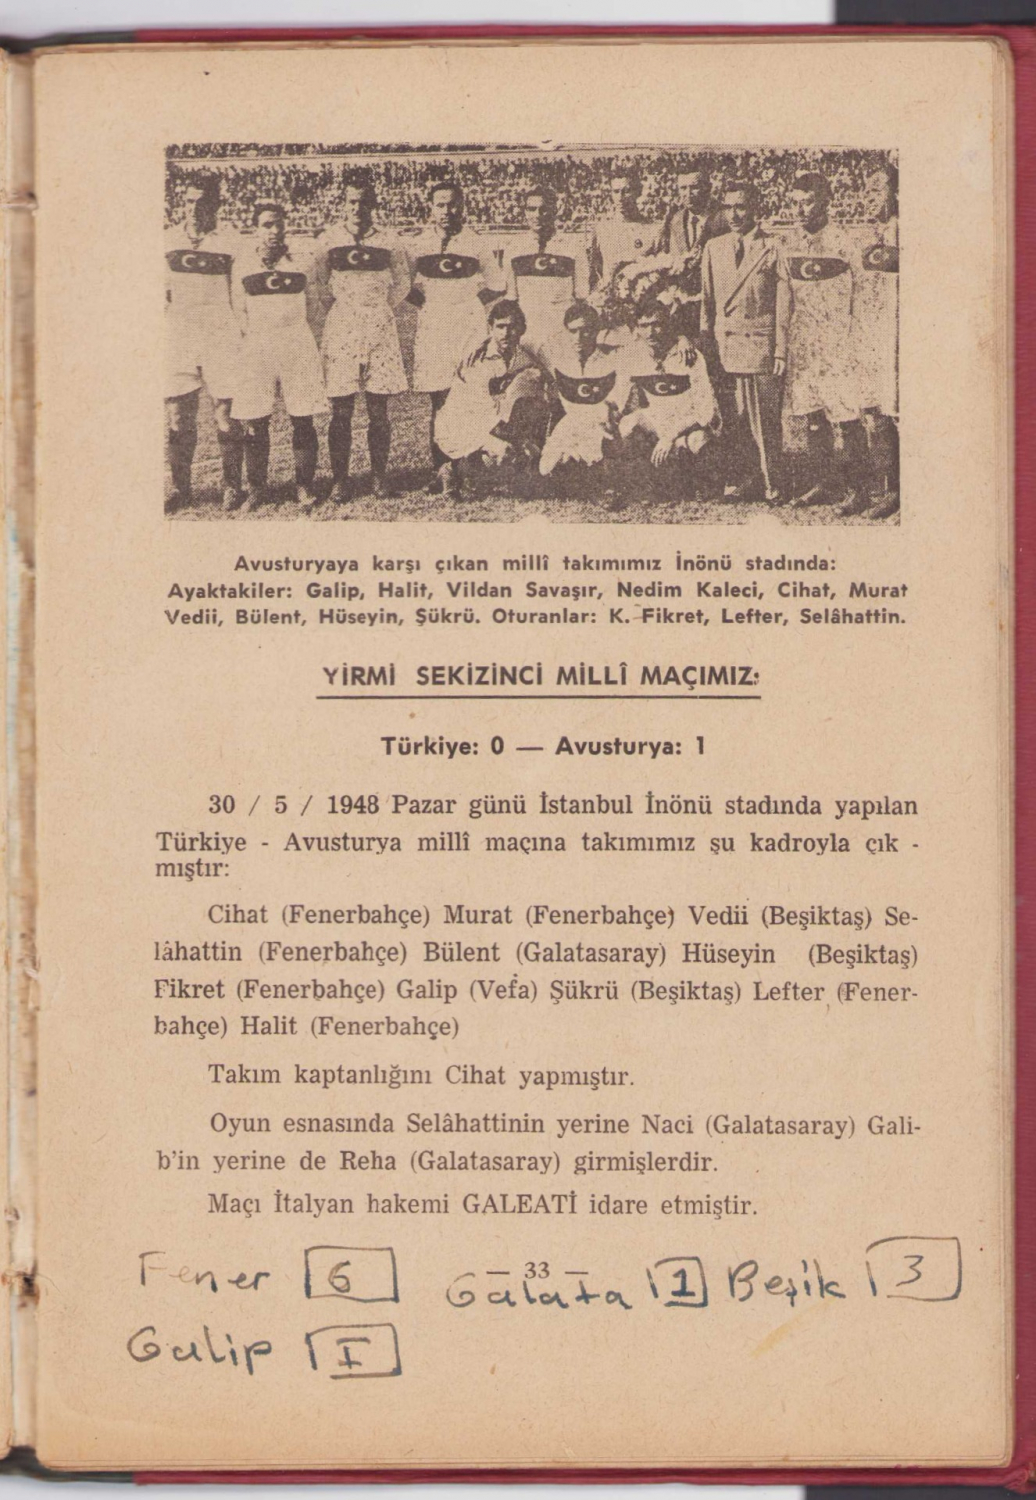 Avusturyaya karşı çıkan millî takımımız İnönü stadında:
Ayaktakiler: Galip, Halit, Vildan Savaşır, Nedim Kaleci, Cihat, Murat
Vedii, Bülent, Hüseyin, Şükrü. Oturanlar: K. Fikret, Lefter, Selâhattin.
YİRMİ SEKİZİNCİ MİLLÎ MAÇIMIZ:
Türkiye: 0 — Avusturya: 1
30 / 5 / 1948 Pazar günü İstanbul İnönü stadında yapılan
Türkiye - Avusturya millî maçına takımımız şu kadroyla çık -
mıştır:
Cihat (Fenerbahçe) Murat (Fenerbahçe) Vedii (Beşiktaş) Se-
lâhattin (Fenerbahçe) Bülent (Galatasaray) Hüseyin (Beşiktaş)
Fikret (Fenerbahçe) Galip (Vefa) Şükrü (Beşiktaş) Lefter (Fener-
bahçe) Halit (Fenerbahçe)
Takım kaptanlığını Cihat yapmıştır.
Oyun esnasında Selâhattinin yerine Naci (Galatasaray) Gali-
b'in yerine de Reha (Galatasaray) girmişlerdir.
Maçı İtalyan hakemi GALEATİ idare etmiştir.
— 33 —
Fener 6 Galata 1 Beşik 3
Galip I